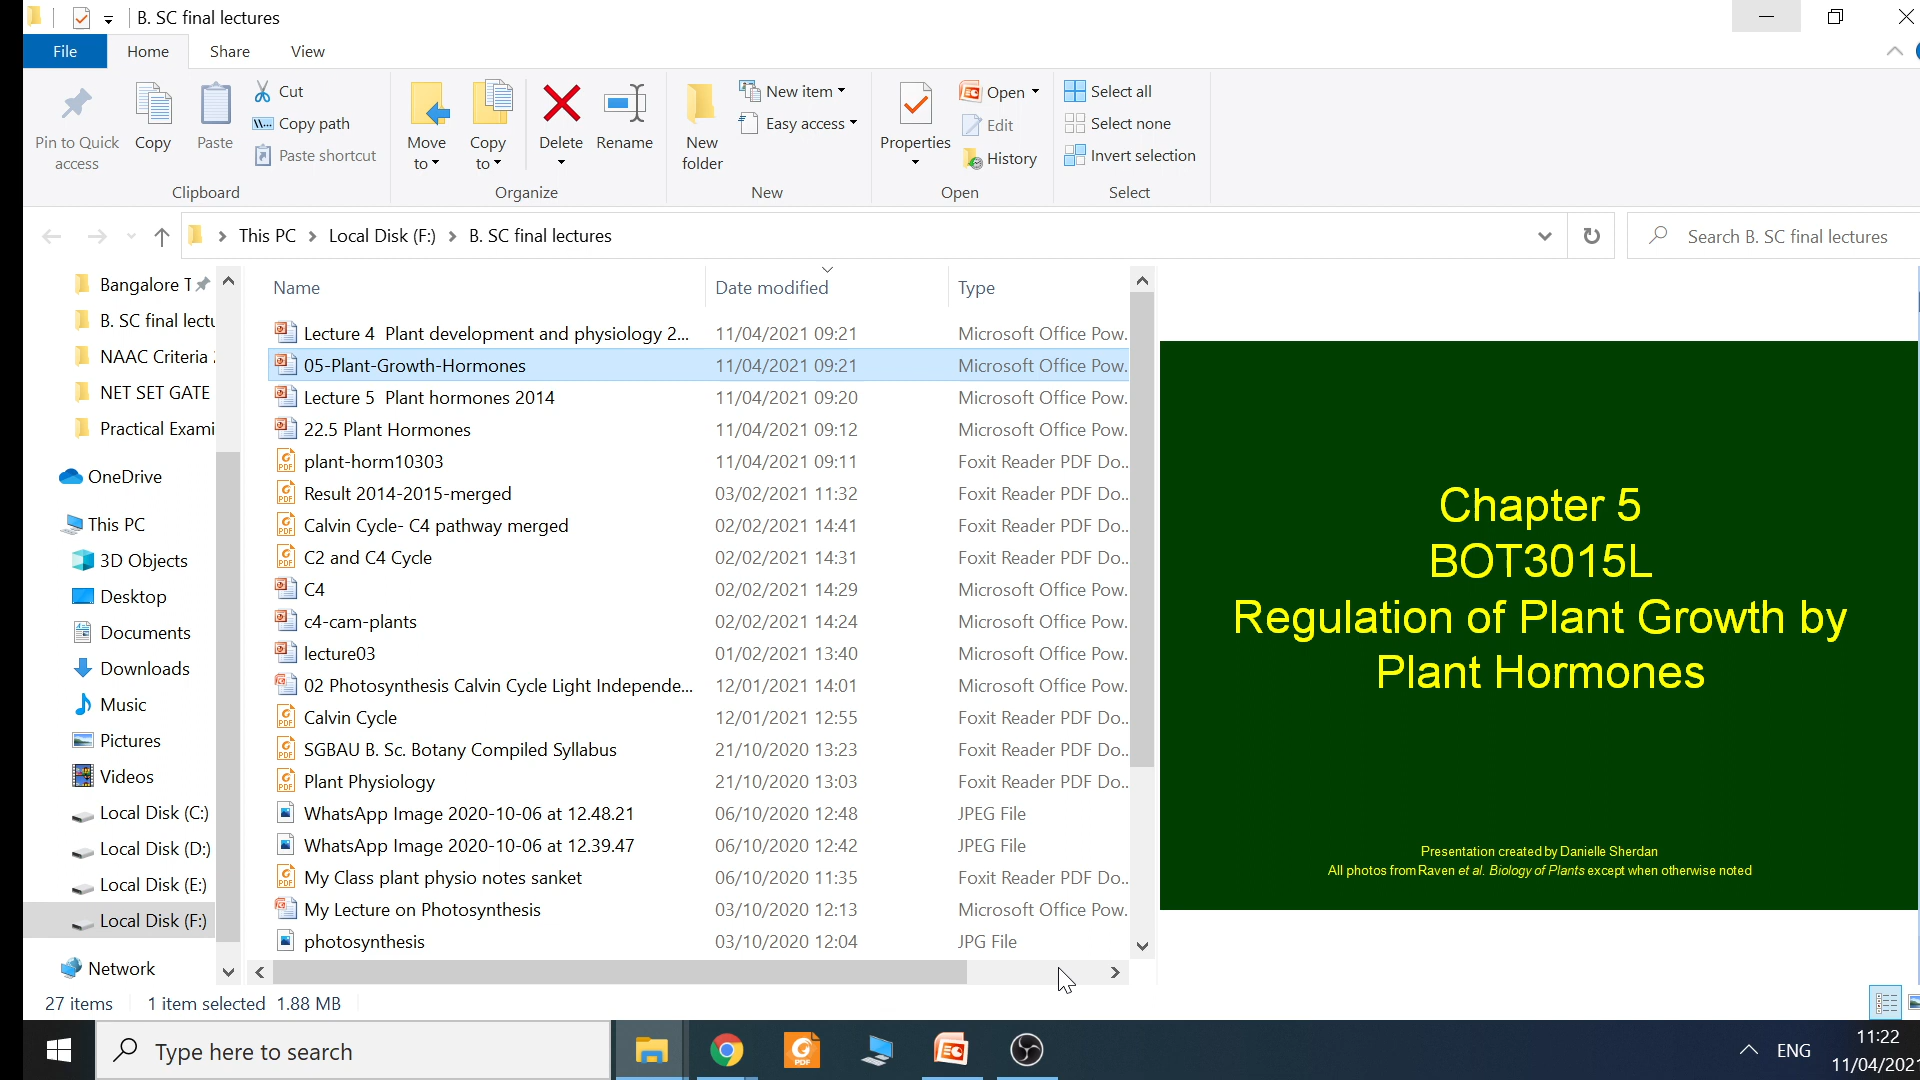 B. SC final lectures
File Home Share View
Pin to Quick access
Copy
Paste
Cut
Copy path
Paste shortcut
Clipboard
Move to
Copy to
Delete
Rename
Organize
New folder
New item
Easy access
New
Properties
Open
Edit
History
Open
Select all
Select none
Invert selection
Select
This PC > Local Disk (F:) > B. SC final lectures
Search B. SC final lectures
Bangalore T
B. SC final lectu
NAAC Criteria
NET SET GATE
Practical Exami
OneDrive
This PC
3D Objects
Desktop
Documents
Downloads
Music
Pictures
Videos
Local Disk (C:)
Local Disk (D:)
Local Disk (E:)
Local Disk (F:)
Network
Name Date modified Type
Lecture 4 Plant development and physiology 2... 11/04/2021 09:21 Microsoft Office Pow.
05-Plant-Growth-Hormones 11/04/2021 09:21 Microsoft Office Pow.
Lecture 5 Plant hormones 2014 11/04/2021 09:20 Microsoft Office Pow.
22.5 Plant Hormones 11/04/2021 09:12 Microsoft Office Pow.
plant-horm10303 11/04/2021 09:11 Foxit Reader PDF Do..
Result 2014-2015-merged 03/02/2021 11:32 Foxit Reader PDF Do..
Calvin Cycle- C4 pathway merged 02/02/2021 14:41 Foxit Reader PDF Do..
C2 and C4 Cycle 02/02/2021 14:31 Foxit Reader PDF Do..
C4 02/02/2021 14:29 Microsoft Office Pow.
c4-cam-plants 02/02/2021 14:24 Microsoft Office Pow.
lecture03 01/02/2021 13:40 Microsoft Office Pow.
02 Photosynthesis Calvin Cycle Light Independe... 12/01/2021 14:01 Microsoft Office Pow.
Calvin Cycle 12/01/2021 12:55 Foxit Reader PDF Do..
SGBAU B. Sc. Botany Compiled Syllabus 21/10/2020 13:23 Foxit Reader PDF Do..
Plant Physiology 21/10/2020 13:03 Foxit Reader PDF Do..
WhatsApp Image 2020-10-06 at 12.48.21 06/10/2020 12:48 JPEG File
WhatsApp Image 2020-10-06 at 12.39.47 06/10/2020 12:42 JPEG File
My Class plant physio notes sanket 06/10/2020 11:35 Foxit Reader PDF Do..
My Lecture on Photosynthesis 03/10/2020 12:13 Microsoft Office Pow.
photosynthesis 03/10/2020 12:04 JPG File
Chapter 5
BOT3015L
Regulation of Plant Growth by
Plant Hormones
Presentation created by Danielle Sherdan
All photos from Raven et al. Biology of Plants except when otherwise noted
27 items 1 item selected 1.88 MB
Type here to search
ENG
11:22
11/04/202